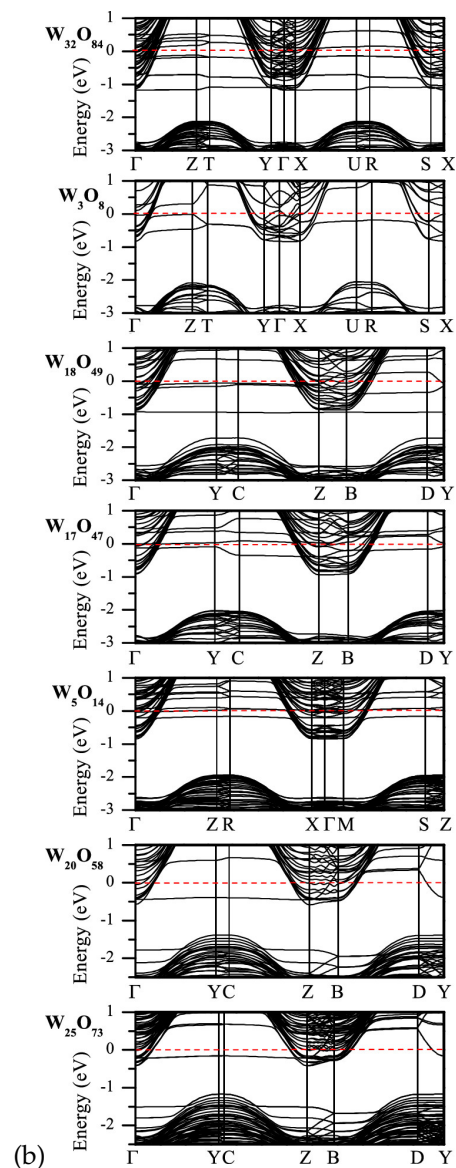 W32O84
Energy (eV)
1
0
-1
-2
-3
Γ Z T Y Γ X U R S X
W3O8
Energy (eV)
1
0
-1
-2
-3
Γ Z T Y Γ X U R S X
W18O49
Energy (eV)
1
0
-1
-2
-3
Γ Y C Z B D Y
W17O47
Energy (eV)
1
0
-1
-2
-3
Γ Y C Z B D Y
W5O14
Energy (eV)
1
0
-1
-2
-3
Γ Z R X Γ M S Z
W20O58
Energy (eV)
1
0
-1
-2
Γ Y C Z B D Y
W25O73
Energy (eV)
1
0
-1
-2
Γ Y C Z B D Y
(b)